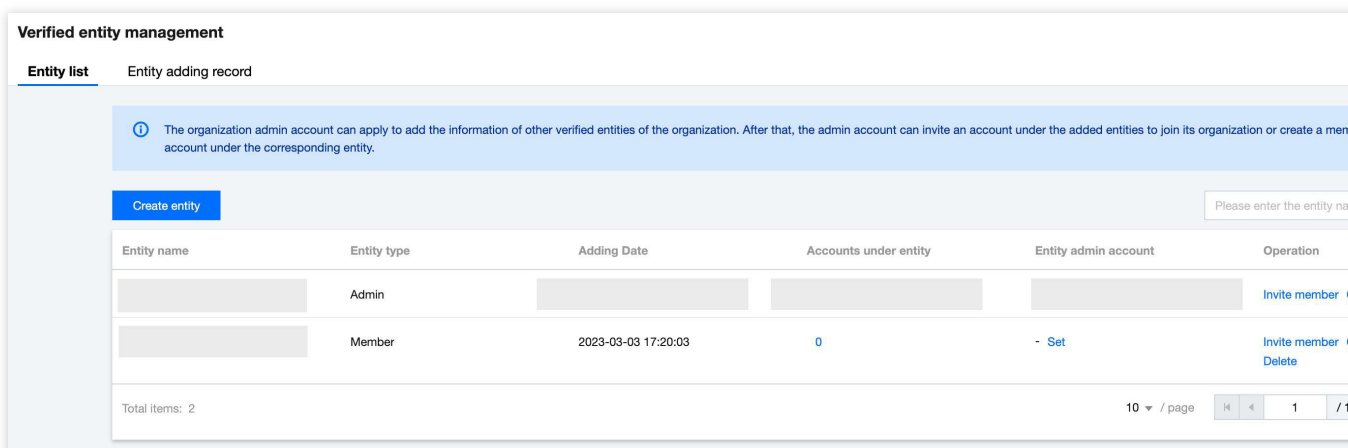 Verified entity management
Entity list Entity adding record
The organization admin account can apply to add the information of other verified entities of the organization. After that, the admin account can invite an account under the added entities to join its organization or create a
account under the corresponding entity.
Create entity Please enter the entity
Entity name Entity type Adding Date Accounts under entity Entity admin account Operation
Admin Invite member
Member 2023-03-03 17:20:03 0 - Set Invite member
Delete
Total items: 2 10 / page 1 / 1